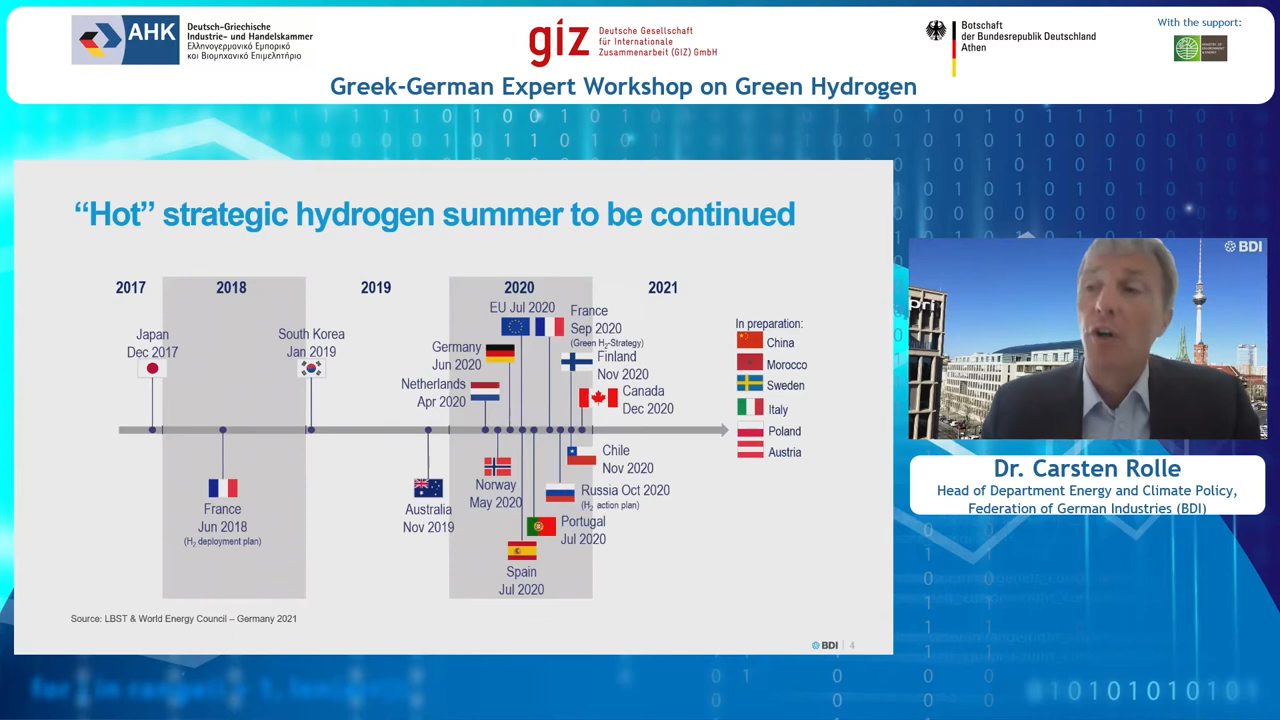 AHK
Deutsch-Griechische
Industrie- und Handelskammer
Ελληνογερμανικό Εμπορικό
και Βιομηχανικό Επιμελητήριο
giz
Deutsche Gesellschaft
für Internationale
Zusammenarbeit (GIZ) GmbH
Botschaft
der Bundesrepublik Deutschland
Athen
With the support:
Greek-German Expert Workshop on Green Hydrogen
“Hot” strategic hydrogen summer to be continued
2017
2018
2019
2020
2021
Japan
Dec 2017
South Korea
Jan 2019
EU Jul 2020
France
Sep 2020
(Green H₂-Strategy)
Germany
Jun 2020
Finland
Nov 2020
Netherlands
Apr 2020
Canada
Dec 2020
In preparation:
China
Morocco
Sweden
Italy
Poland
Austria
France
Jun 2018
(H₂ deployment plan)
Australia
Nov 2019
Norway
May 2020
Chile
Nov 2020
Russia Oct 2020
(H₂ action plan)
Portugal
Jul 2020
Spain
Jul 2020
Source: LBST & World Energy Council – Germany 2021
BDI | 4
BDI
Dr. Carsten Rolle
Head of Department Energy and Climate Policy,
Federation of German Industries (BDI)